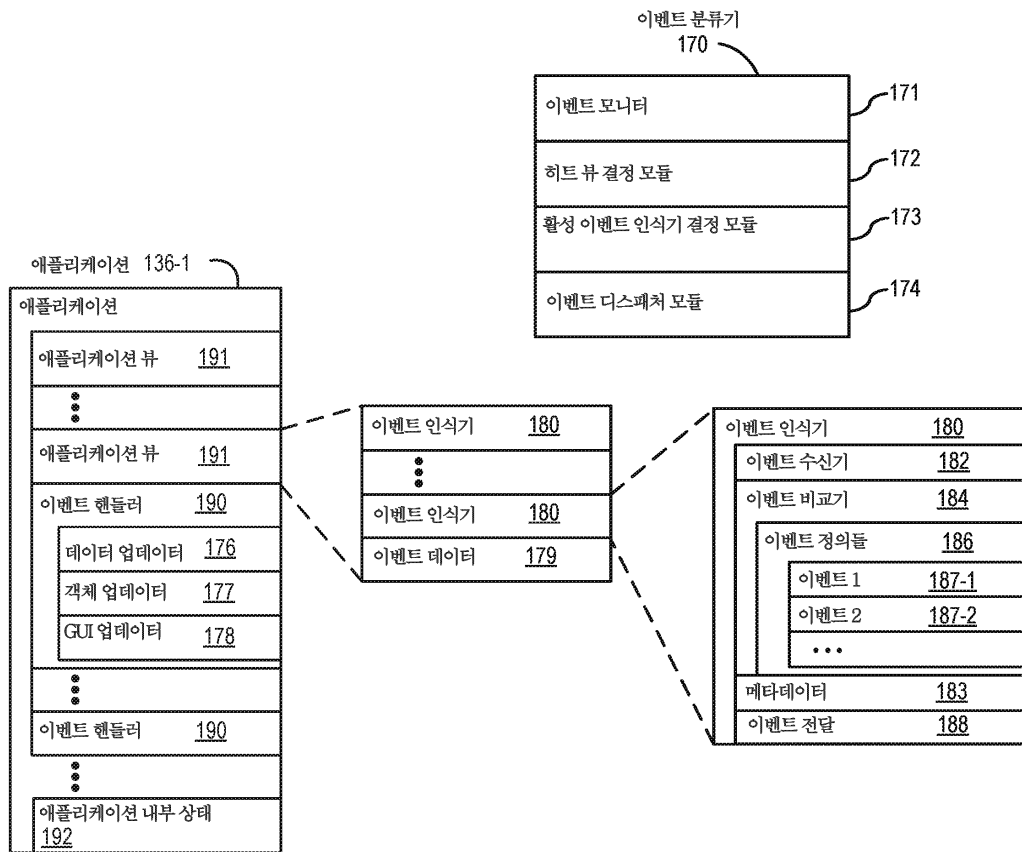 이벤트 분류기
170
이벤트 모니터 171
히트 뷰 결정 모듈 172
활성 이벤트 인식기 결정 모듈 173
이벤트 디스패처 모듈 174
애플리케이션 136-1
애플리케이션
애플리케이션 뷰 191
애플리케이션 뷰 191
이벤트 핸들러 190
데이터 업데이터 176
객체 업데이터 177
GUI 업데이터 178
이벤트 핸들러 190
애플리케이션 내부 상태
192
이벤트 인식기 180
이벤트 인식기 180
이벤트 데이터 179
이벤트 인식기 180
이벤트 수신기 182
이벤트 비교기 184
이벤트 정의들 186
이벤트 1 187-1
이벤트 2 187-2
• • •
메타데이터 183
이벤트 전달 188